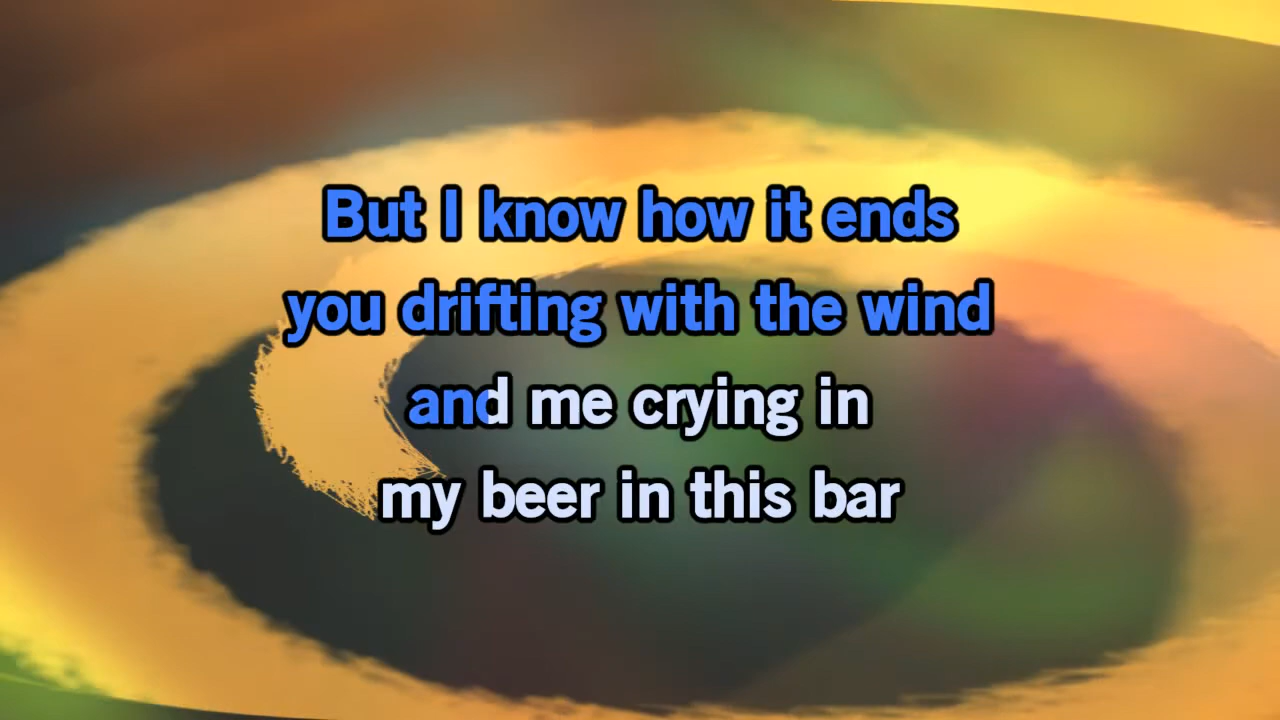 But I know how it ends
you drifting with the wind
and me crying in
my beer in this bar